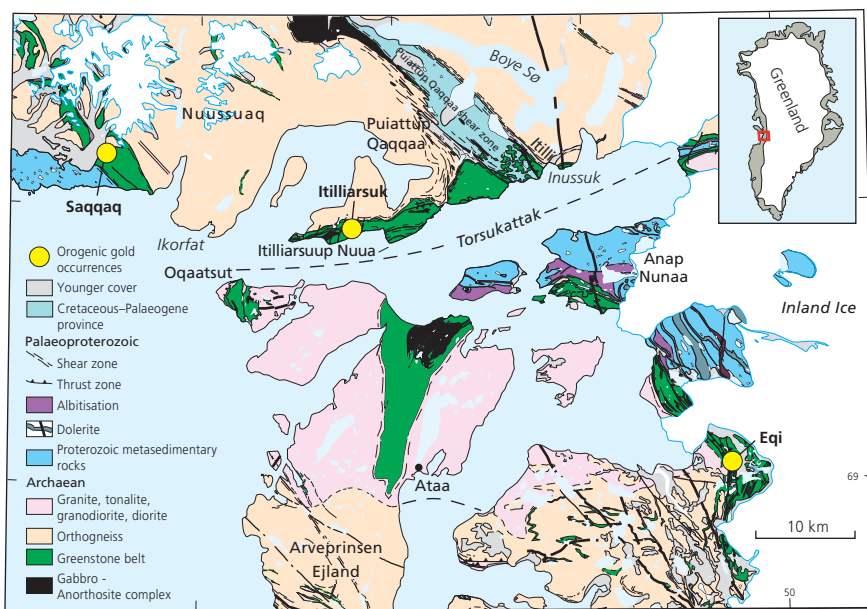 Boye Sø
Nuussuaq
Puiattup Qaqqaa shear zone
Puiattup
Qaqqaa
Itilli
Inussuk
Greenland
Saqqaq
Itilliarsuk
Ikorfat
Itilliarsuup Nuua
Torsukattak
Oqaatsut
Anap
Nunaa
Inland Ice
Eqi
Ataa
Arveprinsen
Ejland
69
50
10 km
Orogenic gold
occurrences
Younger cover
Cretaceous–Palaeogene
province
Palaeoproterozoic
Shear zone
Thrust zone
Albitisation
Dolerite
Proterozoic metasedimentary
rocks
Archaean
Granite, tonalite,
granodiorite, diorite
Orthogneiss
Greenstone belt
Gabbro -
Anorthosite complex